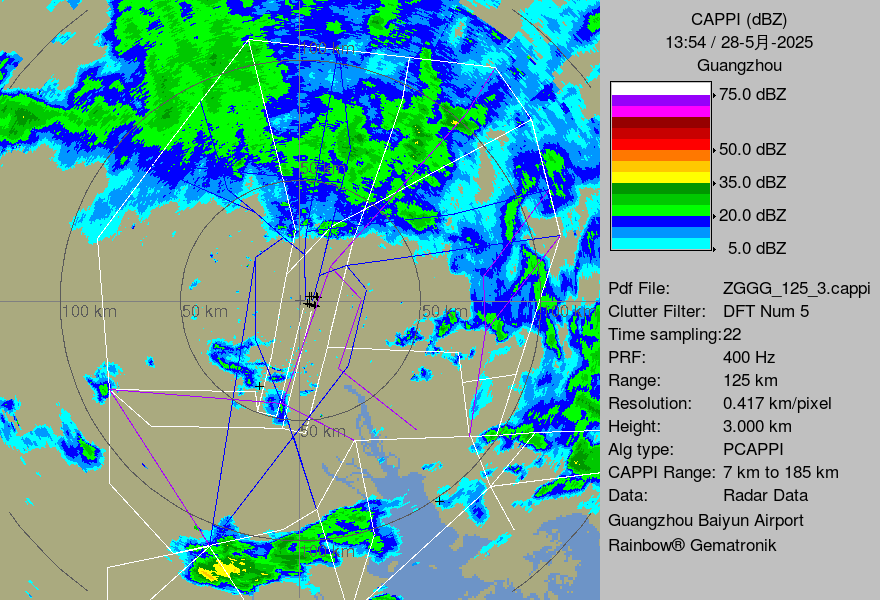 CAPPI (dBZ)
13:54 / 28-5月-2025
Guangzhou
75.0 dBZ
50.0 dBZ
35.0 dBZ
20.0 dBZ
5.0 dBZ
Pdf File: ZGGG_125_3.cappi
Clutter Filter: DFT Num 5
Time sampling:22
PRF: 400 Hz
Range: 125 km
Resolution: 0.417 km/pixel
Height: 3.000 km
Alg type: PCAPPI
CAPPI Range: 7 km to 185 km
Data: Radar Data
Guangzhou Baiyun Airport
Rainbow® Gematronik
100 km
50 km
50 km
50 km
100 km